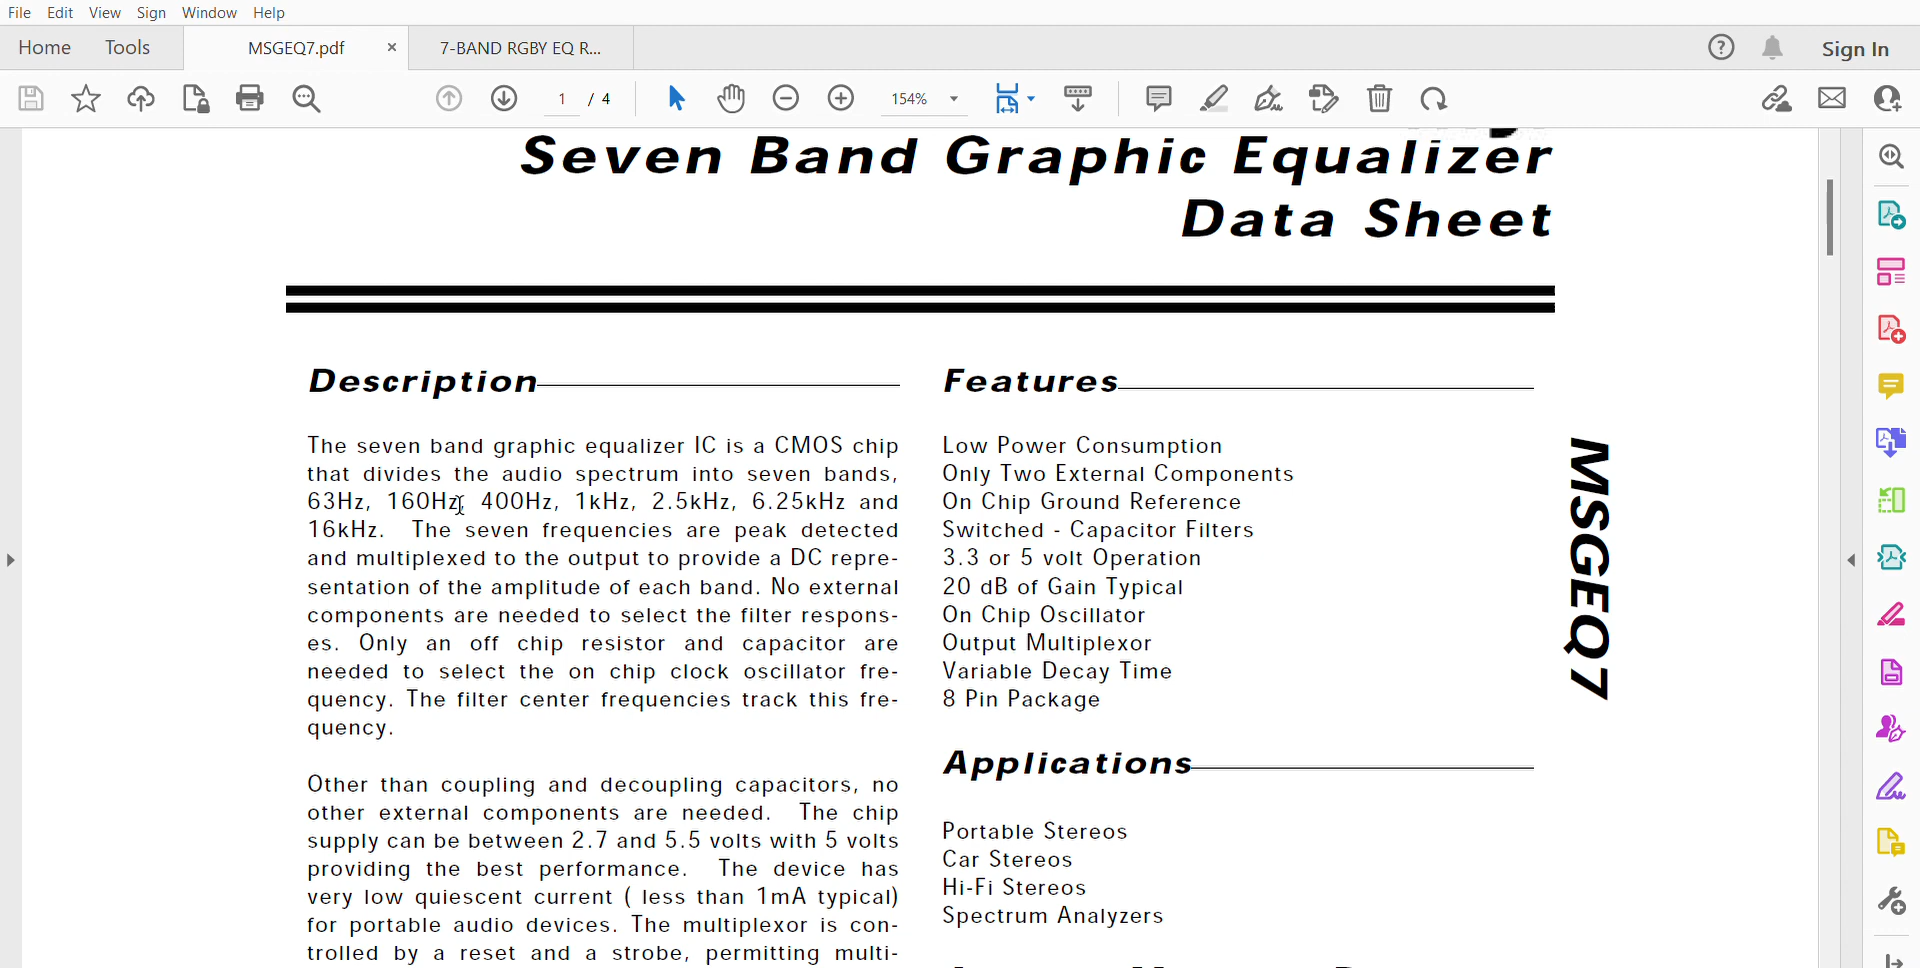 File Edit View Sign Window Help
Home Tools MSGEQ7.pdf × 7-BAND RGBY EQ R... Sign In
1 / 4 154%
Seven Band Graphic Equalizer
Data Sheet
Description
The seven band graphic equalizer IC is a CMOS chip
that divides the audio spectrum into seven bands,
63Hz, 160Hz, 400Hz, 1kHz, 2.5kHz, 6.25kHz and
16kHz. The seven frequencies are peak detected
and multiplexed to the output to provide a DC repre-
sentation of the amplitude of each band. No external
components are needed to select the filter respons-
es. Only an off chip resistor and capacitor are
needed to select the on chip clock oscillator fre-
quency. The filter center frequencies track this fre-
quency.
Other than coupling and decoupling capacitors, no
other external components are needed. The chip
supply can be between 2.7 and 5.5 volts with 5 volts
providing the best performance. The device has
very low quiescent current ( less than 1mA typical)
for portable audio devices. The multiplexor is con-
trolled by a reset and a strobe, permitting multi-
Features
Low Power Consumption
Only Two External Components
On Chip Ground Reference
Switched - Capacitor Filters
3.3 or 5 volt Operation
20 dB of Gain Typical
On Chip Oscillator
Output Multiplexor
Variable Decay Time
8 Pin Package
Applications
Portable Stereos
Car Stereos
Hi-Fi Stereos
Spectrum Analyzers
MSGEQ7